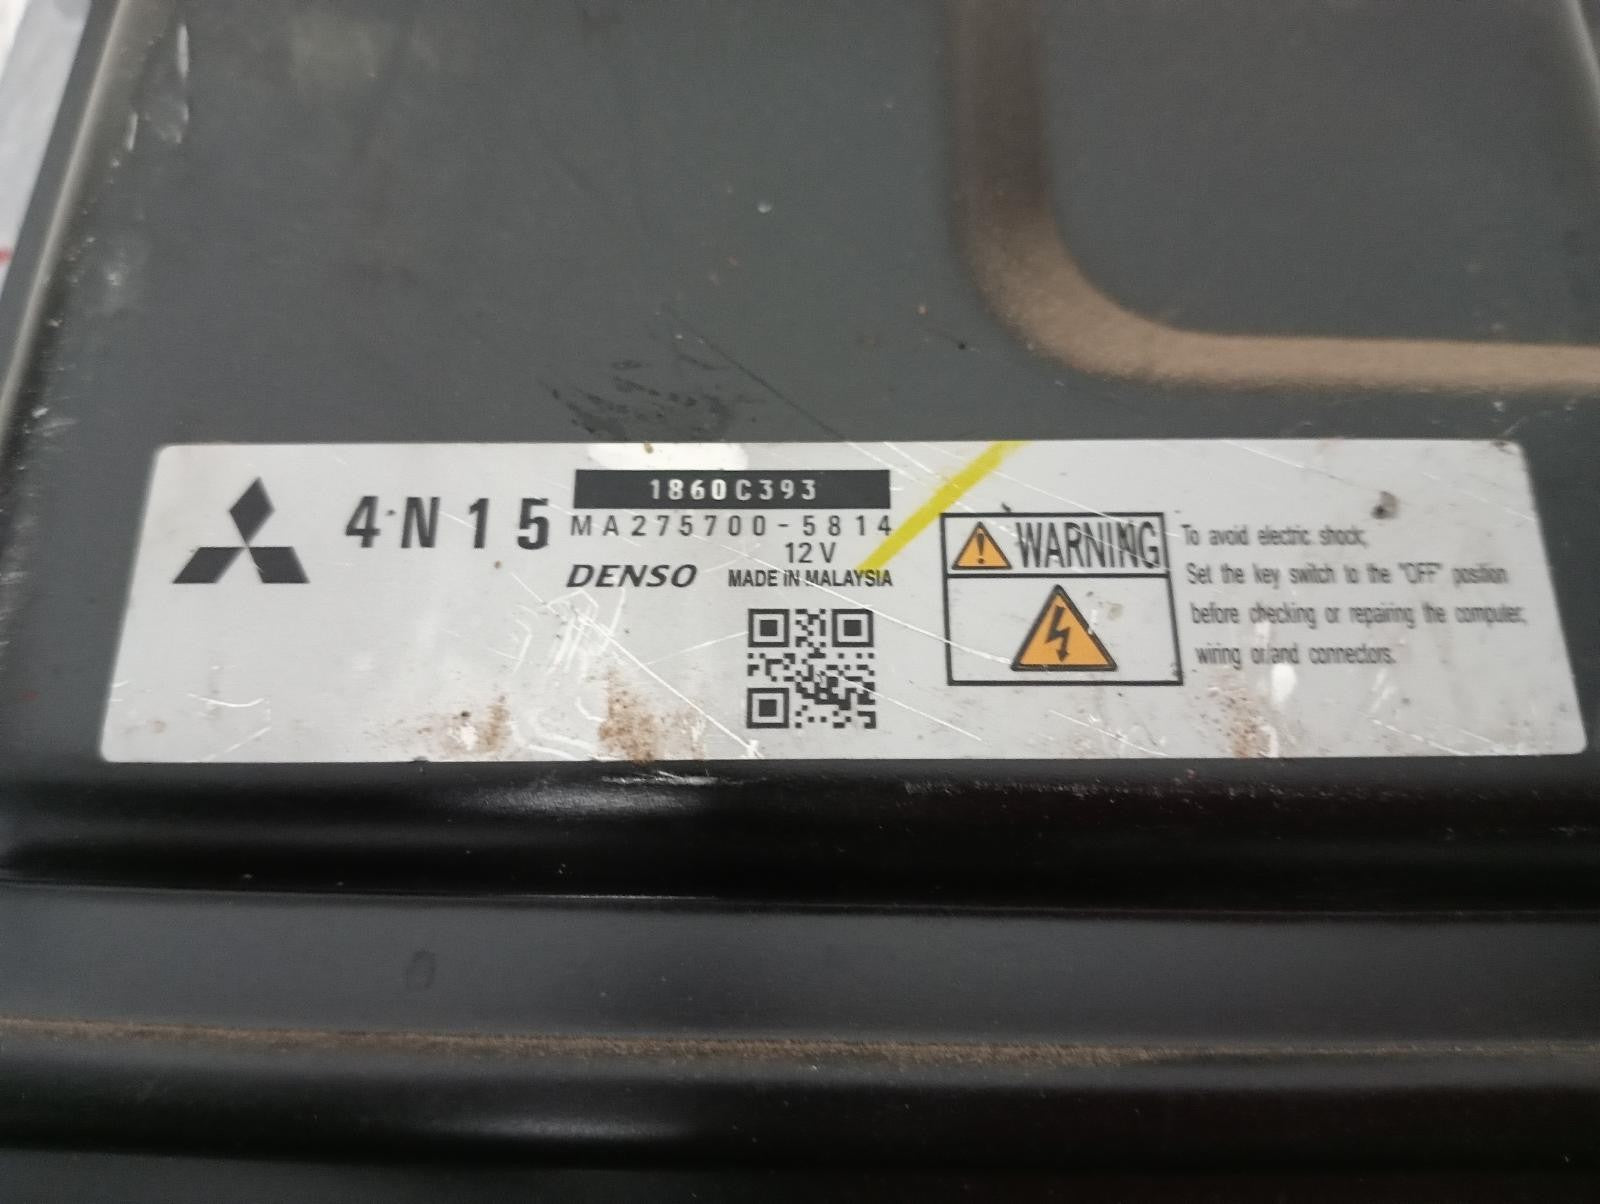 4N15
1860C393
MA275700-5814
12V
DENSO MADE iN MALAYSIA
WARNING
To avoid electric shock,
Set the key switch to the "OFF" position
before checking or repairing the computer,
wiring or/and connectors.